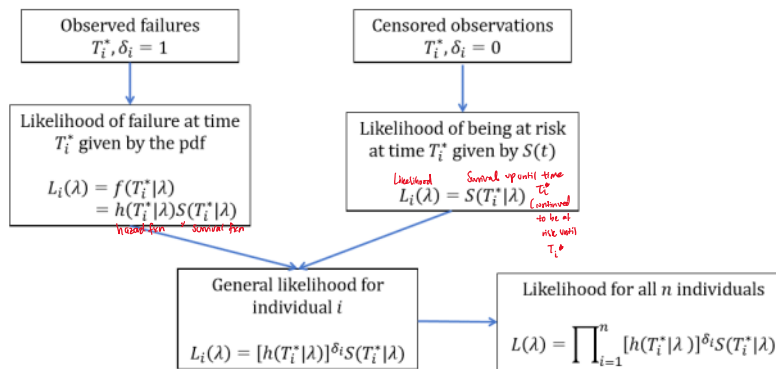 Observed failures
T_i^*, δ_i = 1
Censored observations
T_i^*, δ_i = 0
Likelihood of failure at time
T_i^* given by the pdf
L_i(λ) = f(T_i^*|λ)
= h(T_i^*|λ)S(T_i^*|λ)
hazard fxn survival fxn
Likelihood of being at risk
at time T_i^* given by S(t)
Likelihood
Survival up until time
T_i^*
L_i(λ) = S(T_i^*|λ)
(continued
to be at
risk until
T_i^*
General likelihood for
individual i
L_i(λ) = [h(T_i^*|λ)]^{δ_i}S(T_i^*|λ)
Likelihood for all n individuals
L(λ) = ∏_{i=1}^{n}[h(T_i^*|λ)]^{δ_i}S(T_i^*|λ)